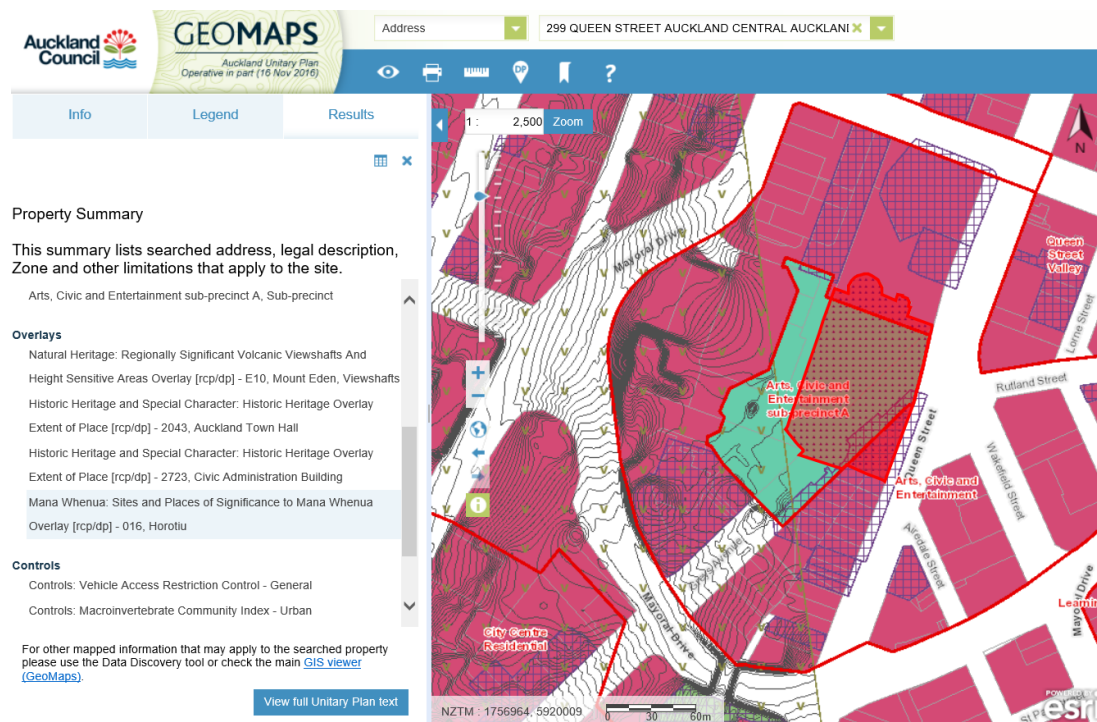 Auckland
Council
GEOMAPS
Auckland Unitary Plan
Operative in part (16 Nov 2016)
Address
299 QUEEN STREET AUCKLAND CENTRAL AUCKLANI
DP
?
Info
Legend
Results
1 :
2,500
Zoom
N
Property Summary
This summary lists searched address, legal description,
Zone and other limitations that apply to the site.
Arts, Civic and Entertainment sub-precinct A, Sub-precinct
Overlays
Natural Heritage: Regionally Significant Volcanic Viewshafts And
Height Sensitive Areas Overlay [rcp/dp] - E10, Mount Eden, Viewshafts
Historic Heritage and Special Character: Historic Heritage Overlay
Extent of Place [rcp/dp] - 2043, Auckland Town Hall
Historic Heritage and Special Character: Historic Heritage Overlay
Extent of Place [rcp/dp] - 2723, Civic Administration Building
Mana Whenua: Sites and Places of Significance to Mana Whenua
Overlay [rcp/dp] - 016, Horotiu
Controls
Controls: Vehicle Access Restriction Control - General
Controls: Macroinvertebrate Community Index - Urban
For other mapped information that may apply to the searched property
please use the Data Discovery tool or check the main GIS viewer
(GeoMaps).
View full Unitary Plan text
Mayoral Drive
Queen
Street
Valley
Lorne Street
Rutland Street
Arts, Civic and
Entertainment
sub-precinct A
Queen Street
Wakefield Street
Arts, Civic and
Entertainment
Airedale Street
Greys Avenue
Mayoral Drive
City Centre
Residential
Mayoral Drive
Learnin
NZTM : 1756964, 5920009
0 30 60m
POWERED BY
esri